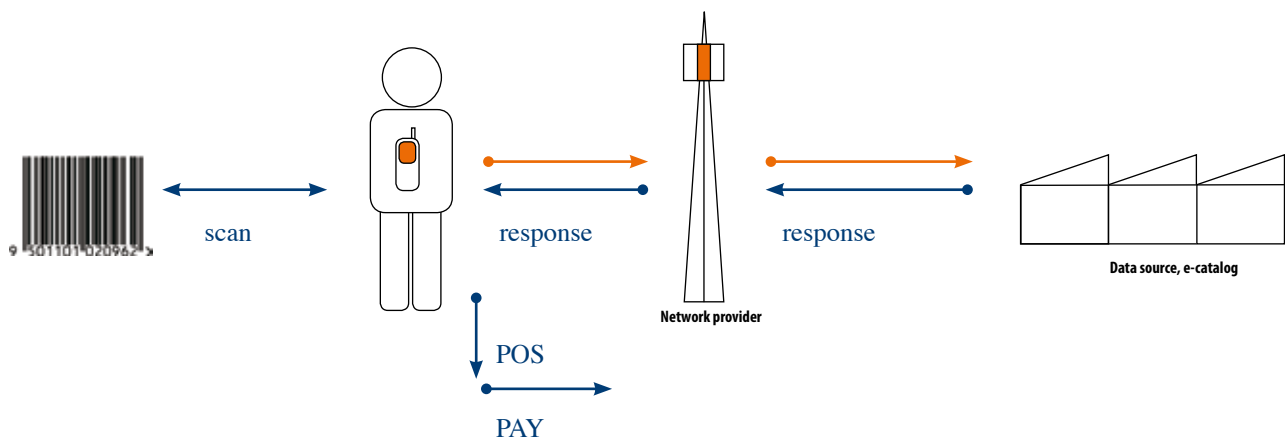 9 501101 020962 >
scan
response
response
Data source, e-catalog
Network provider
POS
PAY